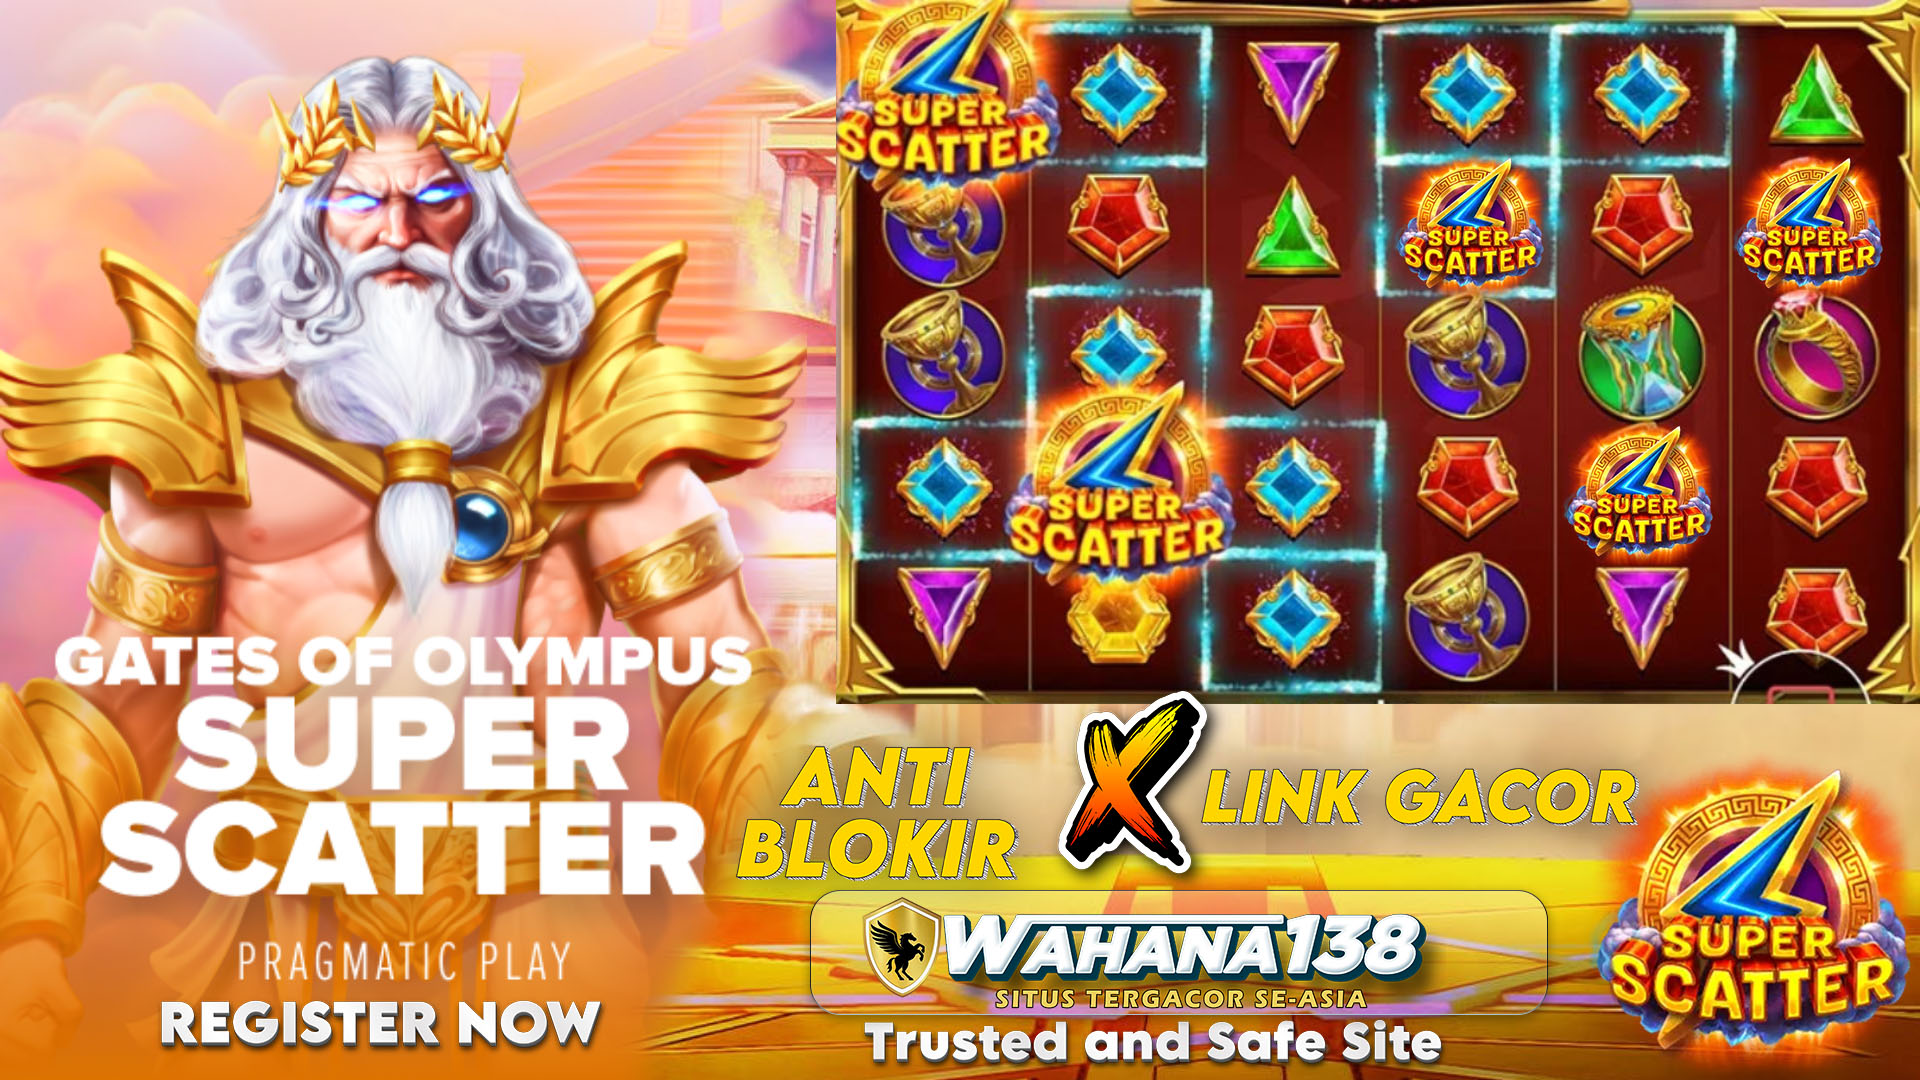 SUPER
SCATTER
SUPER
SCATTER
SUPER
SCATTER
SUPER
SCATTER
SUPER
SCATTER
GATES OF OLYMPUS
SUPER
SCATTER
PRAGMATIC PLAY
REGISTER NOW
ANTI
BLOKIR
X
LINK GACOR
WAHANA138
SITUS TERGACOR SE-ASIA
Trusted and Safe Site
SUPER
SCATTER